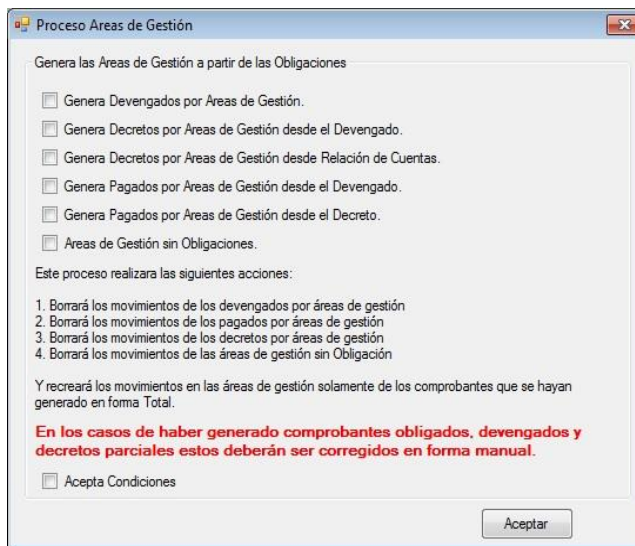 Proceso Areas de Gestión
Genera las Areas de Gestión a partir de las Obligaciones
Genera Devengados por Areas de Gestión.
Genera Decretos por Areas de Gestión desde el Devengado.
Genera Decretos por Areas de Gestión desde Relación de Cuentas.
Genera Pagados por Areas de Gestión desde el Devengado.
Genera Pagados por Areas de Gestión desde el Decreto.
Areas de Gestión sin Obligaciones.
Este proceso realizara las siguientes acciones:
1. Borrará los movimientos de los devengados por áreas de gestión
2. Borrará los movimientos de los pagados por áreas de gestión
3. Borrará los movimientos de los decretos por áreas de gestión
4. Borrará los movimientos de las áreas de gestión sin Obligación
Y recreará los movimientos en las áreas de gestión solamente de los comprobantes que se hayan
generado en forma Total.
En los casos de haber generado comprobantes obligados, devengados y
decretos parciales estos deberán ser corregidos en forma manual.
Acepta Condiciones
Aceptar